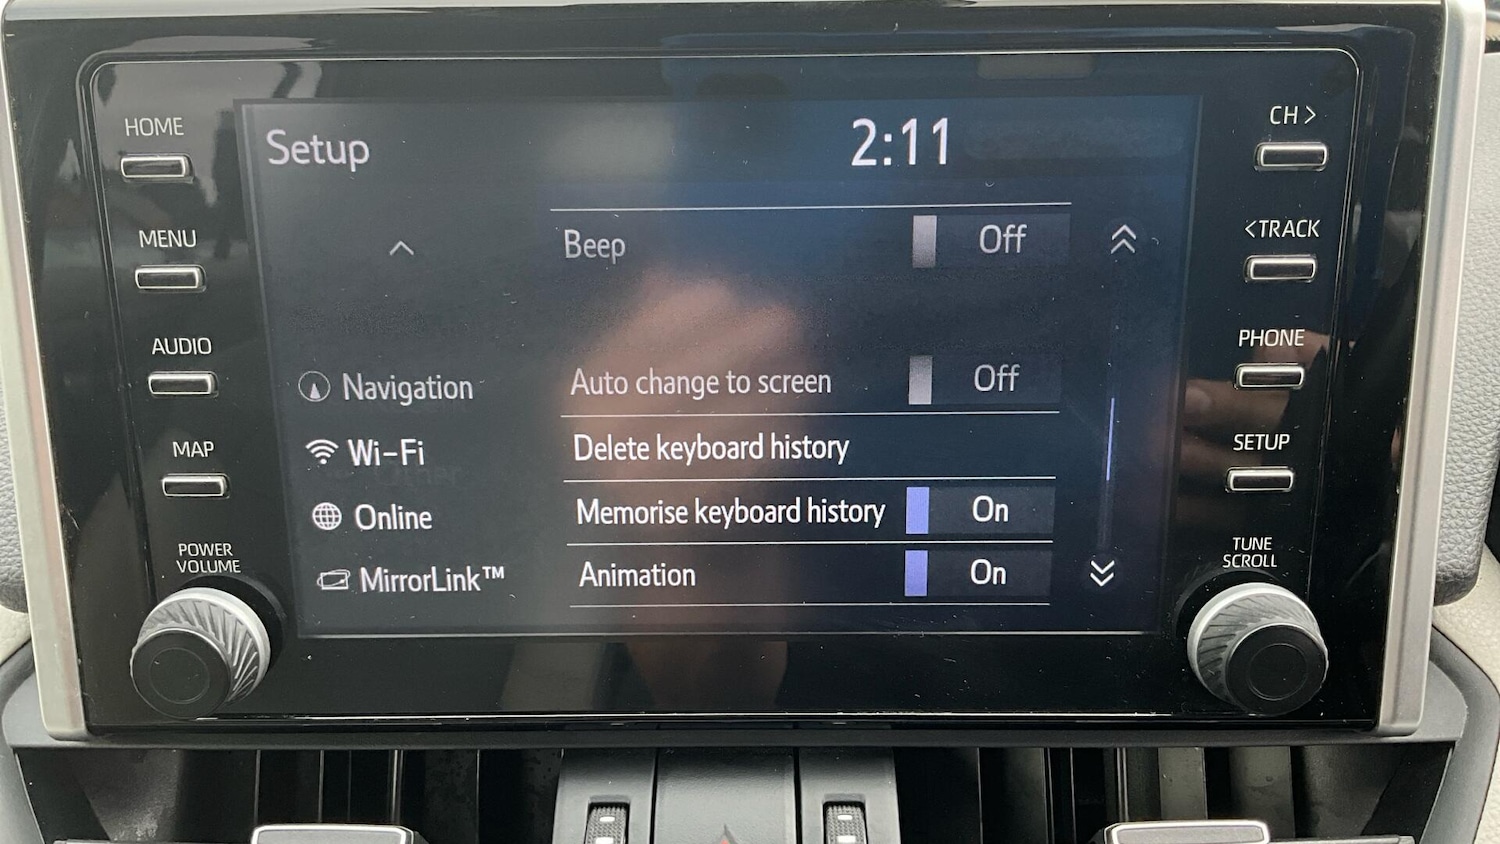 HOME
MENU
AUDIO
MAP
POWER
VOLUME
Setup
2:11
Beep Off
Navigation
Wi-Fi
Online
MirrorLink™
Auto change to screen Off
Delete keyboard history
Memorise keyboard history On
Animation On
CH >
<TRACK
PHONE
SETUP
TUNE
SCROLL